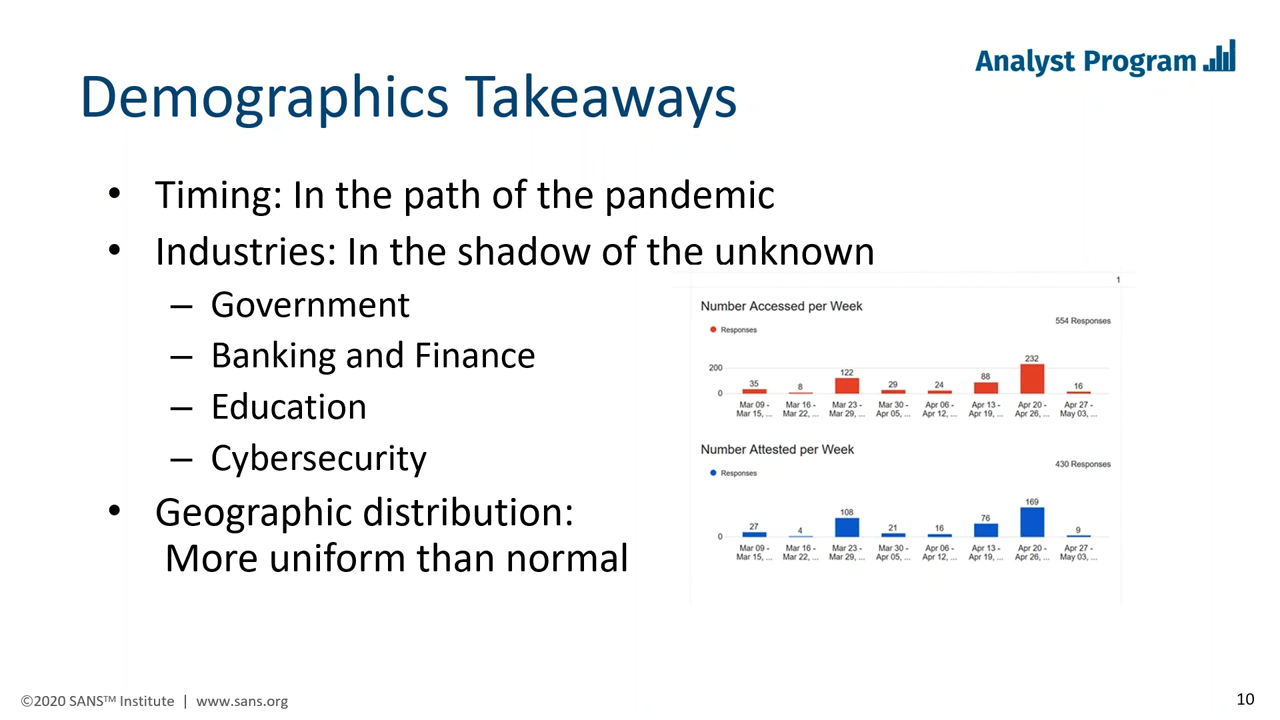 Analyst Program
Demographics Takeaways
• Timing: In the path of the pandemic
• Industries: In the shadow of the unknown
– Government
– Banking and Finance
– Education
– Cybersecurity
• Geographic distribution:
More uniform than normal
1
Number Accessed per Week
554 Responses
Responses
200
0
35
8
122
29
24
88
232
16
Mar 09 - Mar 15, ...
Mar 16 - Mar 22, ...
Mar 23 - Mar 29, ...
Mar 30 - Apr 05, ...
Apr 06 - Apr 12, ...
Apr 13 - Apr 19, ...
Apr 20 - Apr 26, ...
Apr 27 - May 03, ...
Number Attested per Week
430 Responses
Responses
0
27
4
108
21
16
76
169
9
Mar 09 - Mar 15, ...
Mar 16 - Mar 22, ...
Mar 23 - Mar 29, ...
Mar 30 - Apr 05, ...
Apr 06 - Apr 12, ...
Apr 13 - Apr 19, ...
Apr 20 - Apr 26, ...
Apr 27 - May 03, ...
©2020 SANS™ Institute | www.sans.org
10